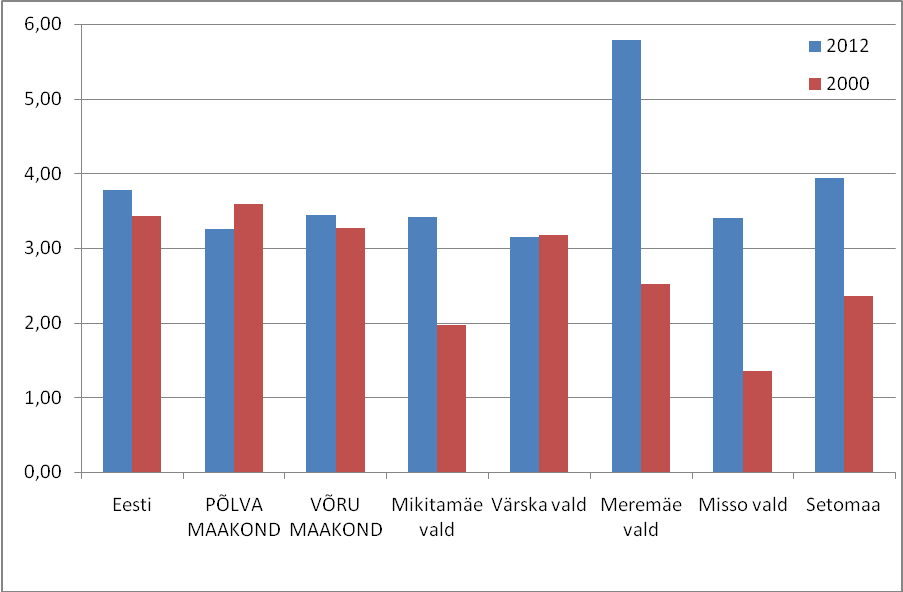 6,00
5,00
4,00
3,00
2,00
1,00
0,00
2012
2000
Eesti
PÕLVA
MAAKOND
VÕRU
MAAKOND
Mikitamäe
vald
Värska vald
Meremäe
vald
Misso vald
Setomaa